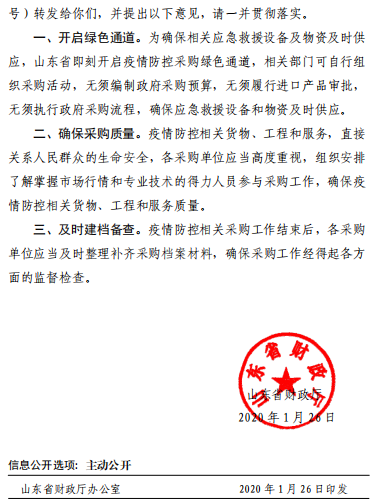 号）转发给你们，并提出以下意见，请一并贯彻落实。
一、开启绿色通道。为确保相关应急救援设备及物资及时供
应，山东省即刻开启疫情防控采购绿色通道，相关部门可自行组
织采购活动，无须编制政府采购预算，无须履行进口产品审批，
无须执行政府采购流程，确保应急救援设备和物资及时供应。
二、确保采购质量。疫情防控相关货物、工程和服务，直接
关系人民群众的生命安全，各采购单位应当高度重视，组织安排
了解掌握市场行情和专业技术的得力人员参与采购工作，确保疫
情防控相关货物、工程和服务质量。
三、及时建档备查。疫情防控相关采购工作结束后，各采购
单位应当及时整理补齐采购档案材料，确保采购工作经得起各方
面的监督检查。
山东省财政厅
山东省财政厅
2020年1月26日
信息公开选项：主动公开
山东省财政厅办公室 2020年1月26日印发